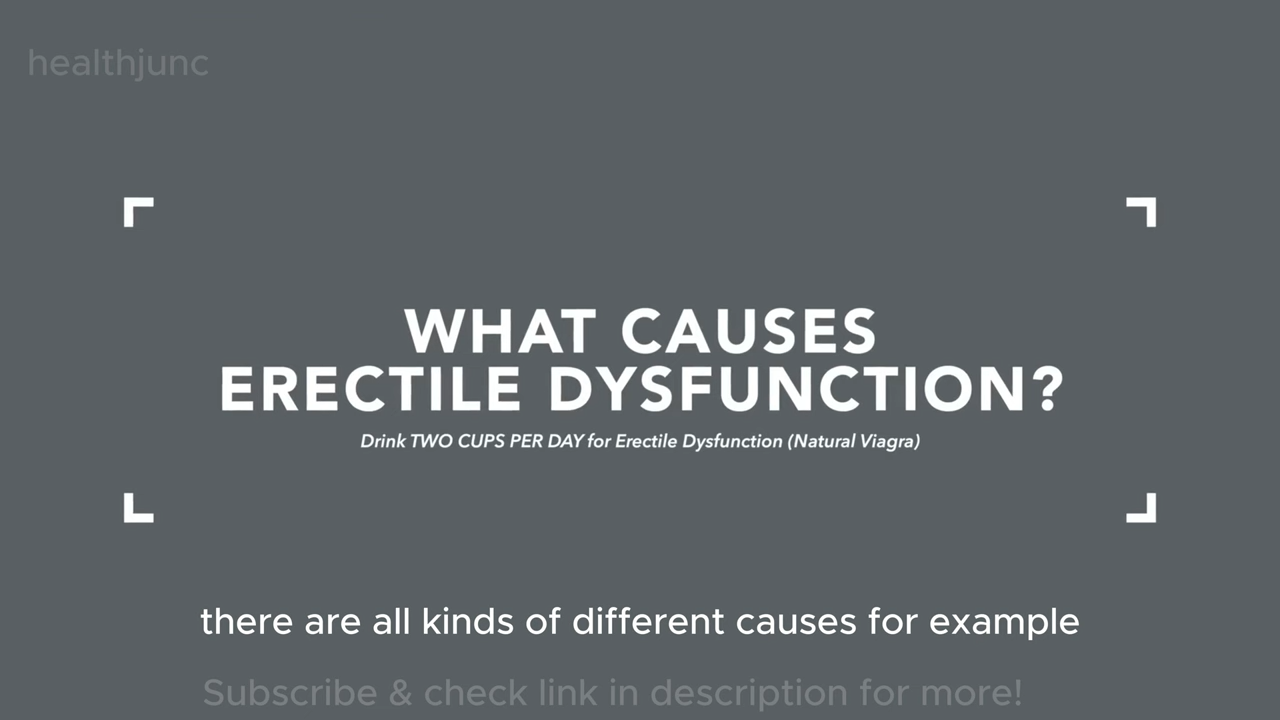 healthjunc
WHAT CAUSES
ERECTILE DYSFUNCTION?
Drink TWO CUPS PER DAY for Erectile Dysfunction (Natural Viagra)
there are all kinds of different causes for example
Subscribe & check link in description for more!